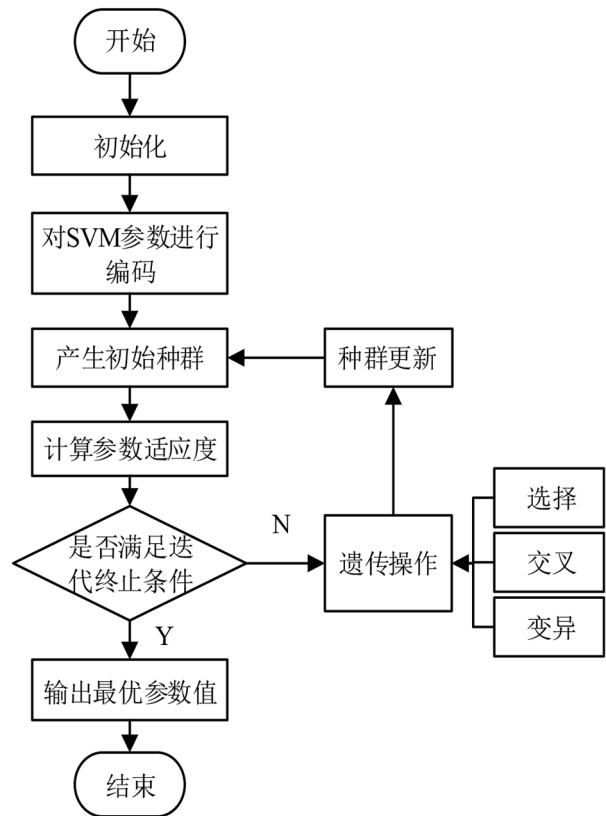 开始
初始化
对SVM参数进行
编码
产生初始种群
种群更新
计算参数适应度
是否满足迭
代终止条件
N
遗传操作
选择
交叉
变异
Y
输出最优参数值
结束